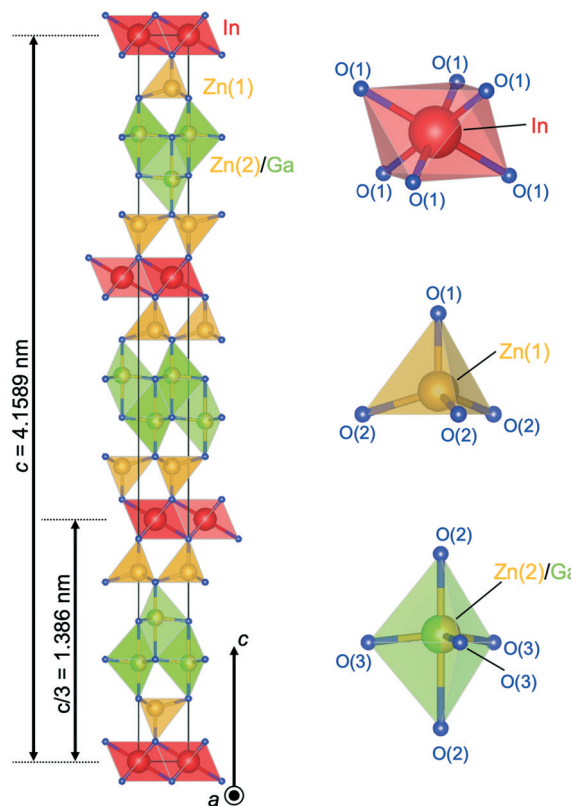 In
Zn(1)
Zn(2)/Ga
c = 4.1589 nm
c/3 = 1.386 nm
c
a
O(1)
O(1)
O(1)
In
O(1)
O(1)
O(1)
O(1)
Zn(1)
O(2)
O(2)
O(2)
O(2)
Zn(2)/Ga
O(3)
O(3)
O(3)
O(2)